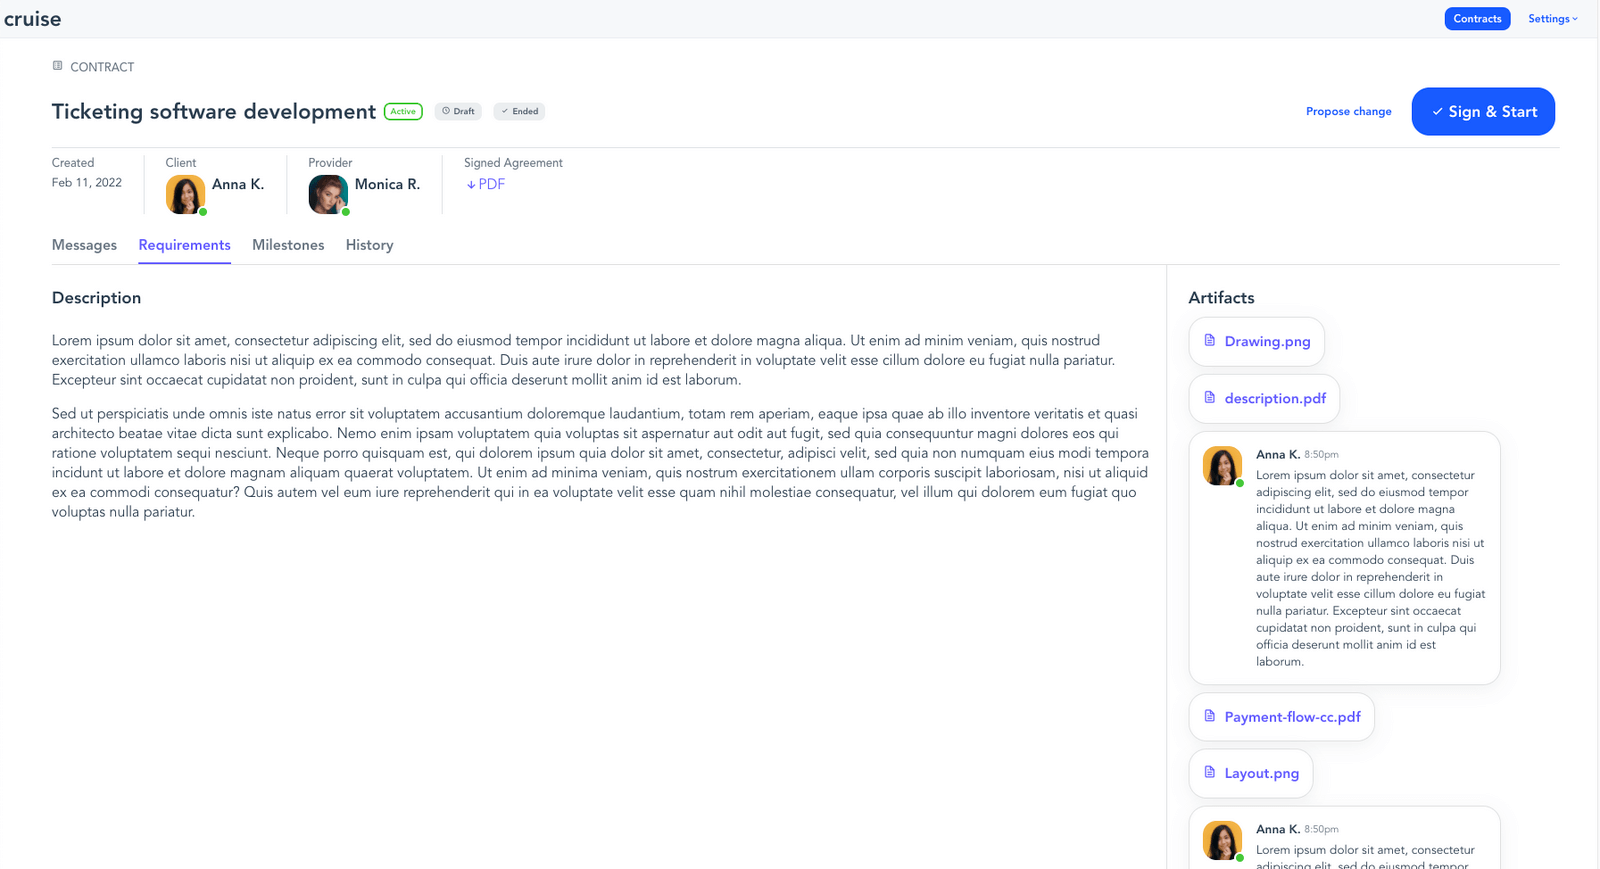 cruise
Contracts
Settings
CONTRACT
Ticketing software development
Active
Draft
Ended
Propose change
Sign & Start
Created
Feb 11, 2022
Client
Anna K.
Provider
Monica R.
Signed Agreement
PDF
Messages
Requirements
Milestones
History
Description
Lorem ipsum dolor sit amet, consectetur adipiscing elit, sed do eiusmod tempor incididunt ut labore et dolore magna aliqua. Ut enim ad minim veniam, quis nostrud
exercitation ullamco laboris nisi ut aliquip ex ea commodo consequat. Duis aute irure dolor in reprehenderit in voluptate velit esse cillum dolore eu fugiat nulla pariatur.
Excepteur sint occaecat cupidatat non proident, sunt in culpa qui officia deserunt mollit anim id est laborum.
Sed ut perspiciatis unde omnis iste natus error sit voluptatem accusantium doloremque laudantium, totam rem aperiam, eaque ipsa quae ab illo inventore veritatis et quasi
architecto beatae vitae dicta sunt explicabo. Nemo enim ipsam voluptatem quia voluptas sit aspernatur aut odit aut fugit, sed quia consequuntur magni dolores eos qui
ratione voluptatem sequi nesciunt. Neque porro quisquam est, qui dolorem ipsum quia dolor sit amet, consectetur, adipisci velit, sed quia non numquam eius modi tempora
incidunt ut labore et dolore magnam aliquam quaerat voluptatem. Ut enim ad minima veniam, quis nostrum exercitationem ullam corporis suscipit laboriosam, nisi ut aliquid
ex ea commodi consequatur? Quis autem vel eum iure reprehenderit qui in ea voluptate velit esse quam nihil molestiae consequatur, vel illum qui dolorem eum fugiat quo
voluptas nulla pariatur.
Artifacts
Drawing.png
description.pdf
Anna K. 8:50pm
Lorem ipsum dolor sit amet, consectetur
adipiscing elit, sed do eiusmod tempor
incididunt ut labore et dolore magna
aliqua. Ut enim ad minim veniam, quis
nostrud exercitation ullamco laboris nisi ut
aliquip ex ea commodo consequat. Duis
aute irure dolor in reprehenderit in
voluptate velit esse cillum dolore eu fugiat
nulla pariatur. Excepteur sint occaecat
cupidatat non proident, sunt in culpa qui
officia deserunt mollit anim id est
laborum.
Payment-flow-cc.pdf
Layout.png
Anna K. 8:50pm
Lorem ipsum dolor sit amet, consectetur
adipiscing elit, sed do eiusmod tempor